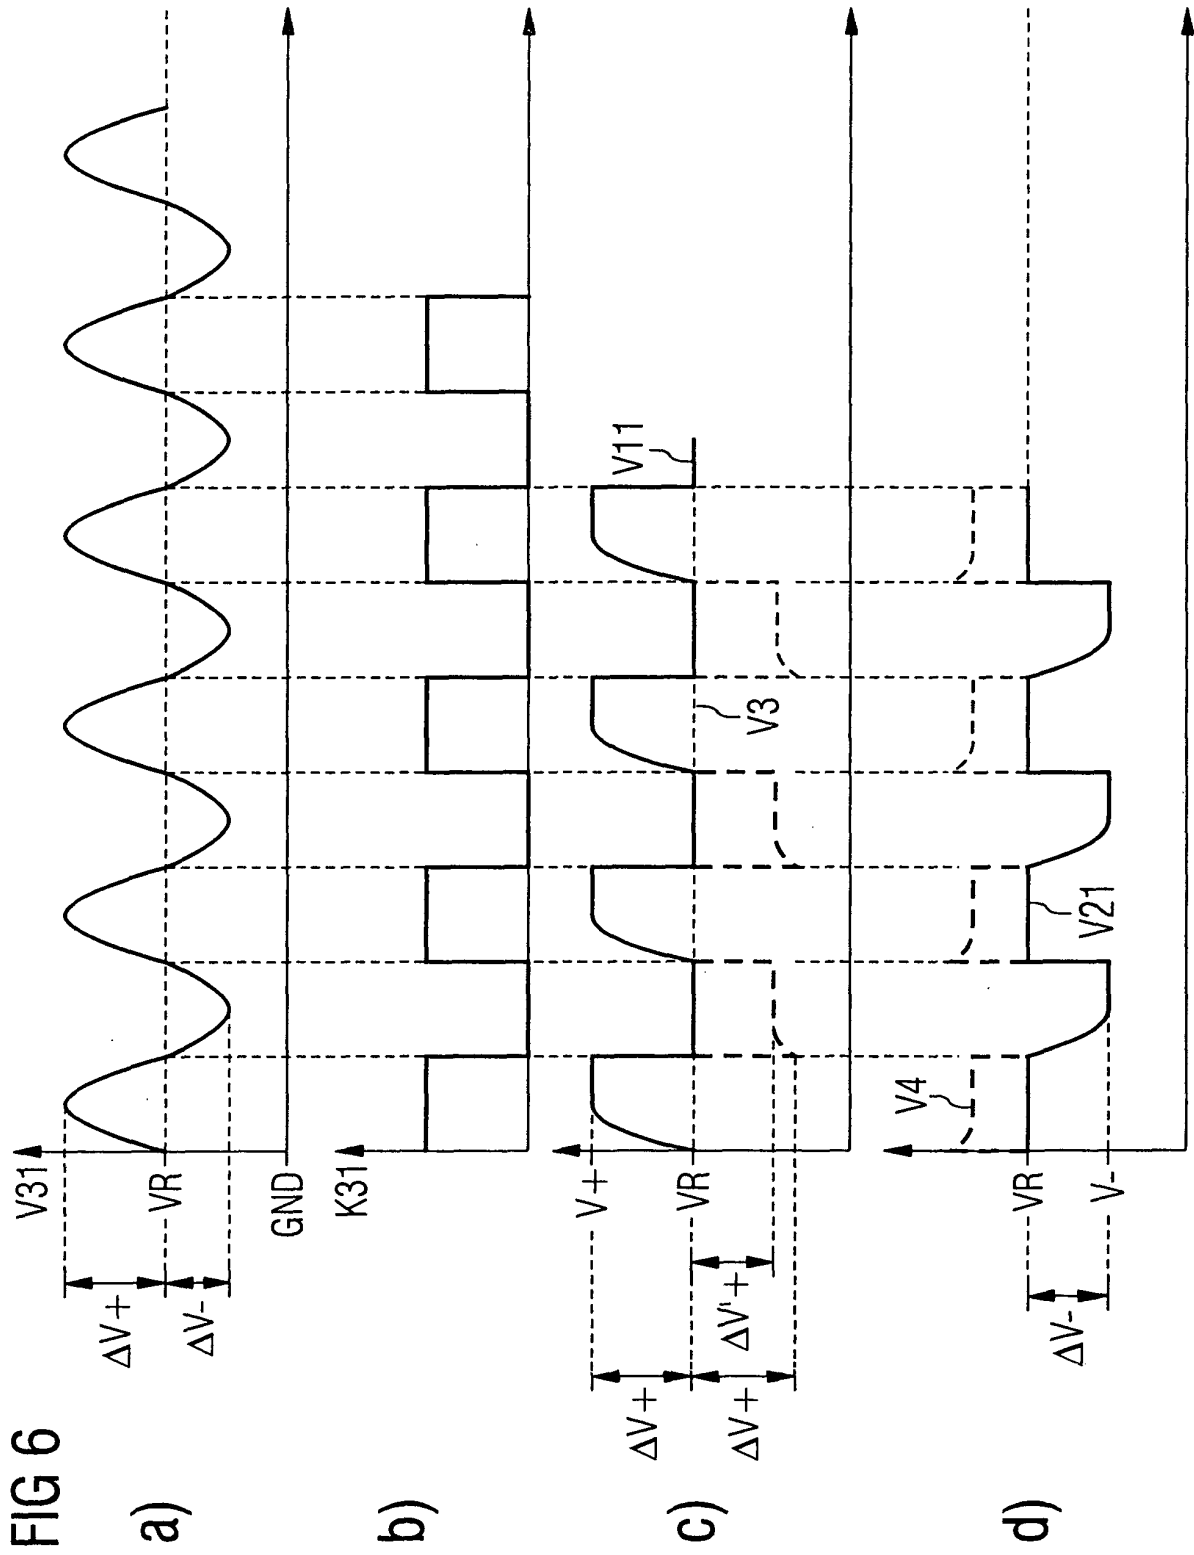 FIG 6
a)
V31
ΔV+
VR
ΔV-
GND
b)
K31
c)
V+
ΔV+
VR
ΔV'+
ΔV+
V11
V3
d)
V4
VR
ΔV-
V-
V21